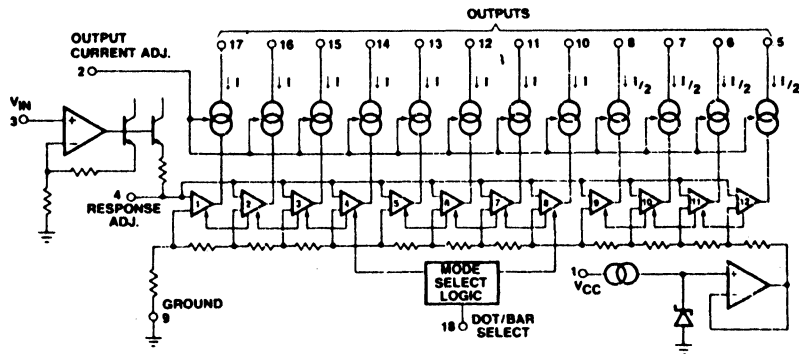 OUTPUTS
OUTPUT
CURRENT ADJ.
2
17 16 15 14 13 12 11 10 8 7 6 5
I I I I I I I I I/2 I/2 I/2 I/2
VIN
3
+
−
4
RESPONSE
ADJ.
1 2 3 4 5 6 7 8 9 10 11 12
MODE
SELECT
LOGIC
1
VCC
+
−
GROUND
9
18
DOT/BAR
SELECT